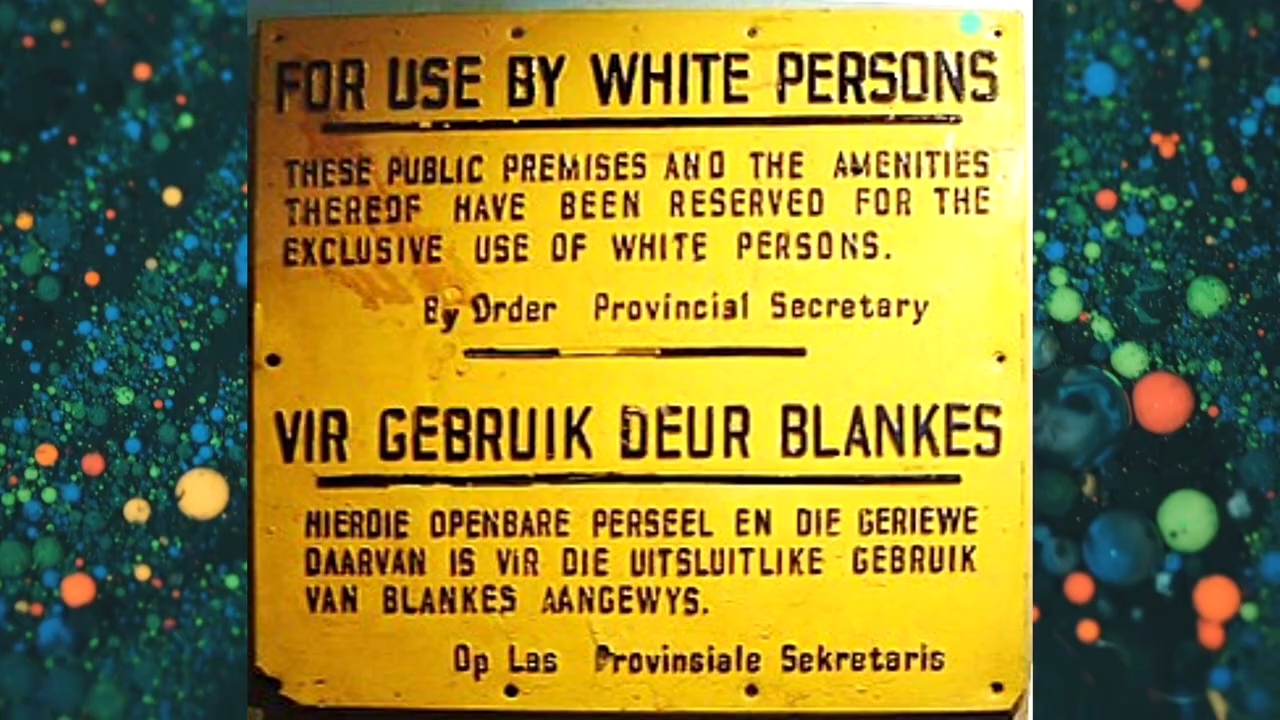 FOR USE BY WHITE PERSONS
THESE PUBLIC PREMISES AND THE AMENITIES
THEREOF HAVE BEEN RESERVED FOR THE
EXCLUSIVE USE OF WHITE PERSONS.
By Order Provincial Secretary
VIR GEBRUIK DEUR BLANKES
HIERDIE OPENBARE PERSEEL EN DIE GERIEWE
DAARVAN IS VIR DIE UITSLUITLIKE GEBRUIK
VAN BLANKES AANGEWYS.
Op Las Provinsiale Sekretaris